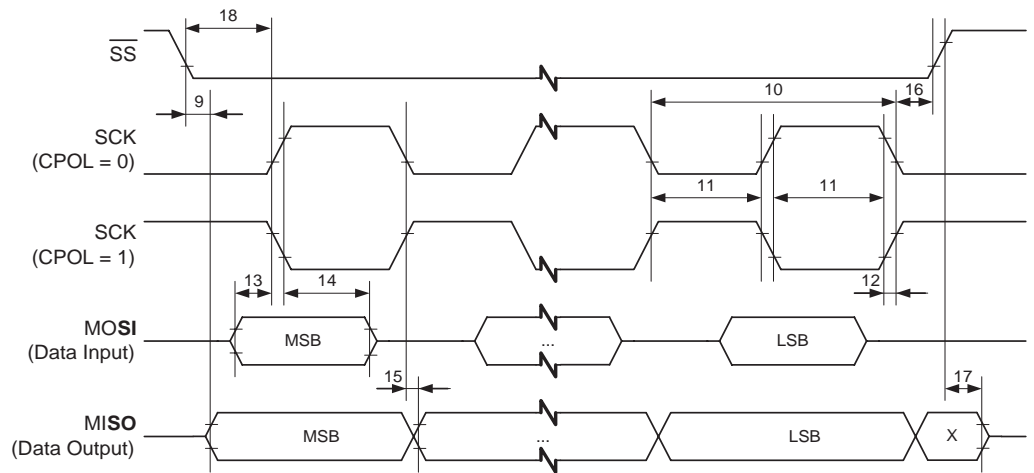 18
SS
9
10
16
SCK
(CPOL = 0)
11
11
SCK
(CPOL = 1)
13
14
12
MOSI
(Data Input)
MSB
...
LSB
15
17
MISO
(Data Output)
MSB
...
LSB
X